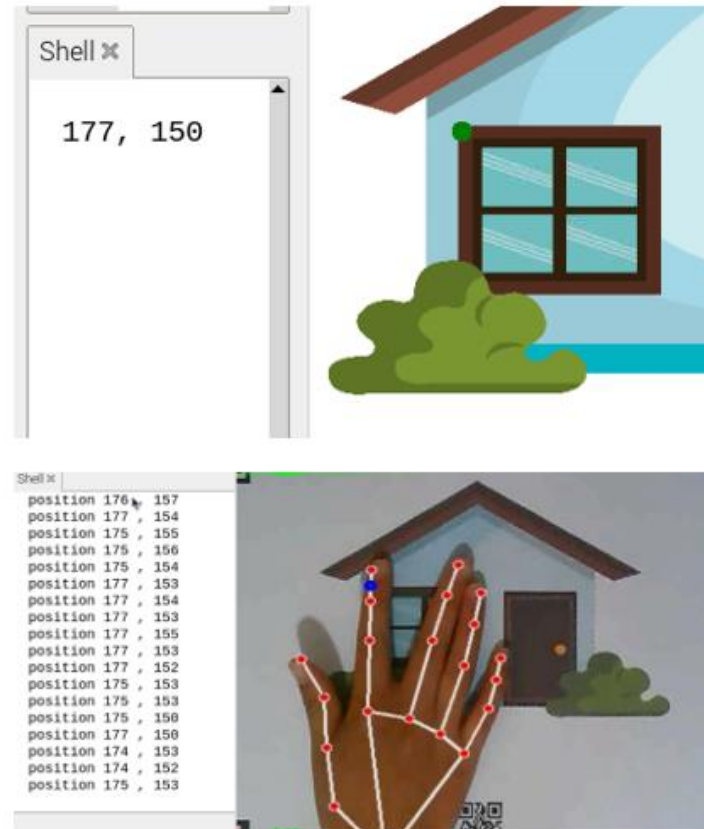 Shell
177, 150
Shell
position 176 , 157
position 177 , 154
position 175 , 155
position 175 , 156
position 175 , 154
position 177 , 153
position 177 , 154
position 177 , 153
position 177 , 155
position 177 , 153
position 177 , 152
position 175 , 153
position 175 , 153
position 175 , 150
position 177 , 150
position 174 , 153
position 174 , 152
position 175 , 153